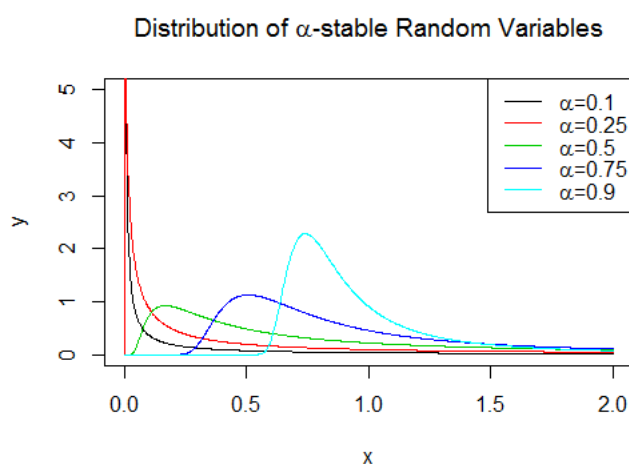 Distribution of α-stable Random Variables
y
5
4
3
2
1
0
α=0.1
α=0.25
α=0.5
α=0.75
α=0.9
0.0 0.5 1.0 1.5 2.0
x